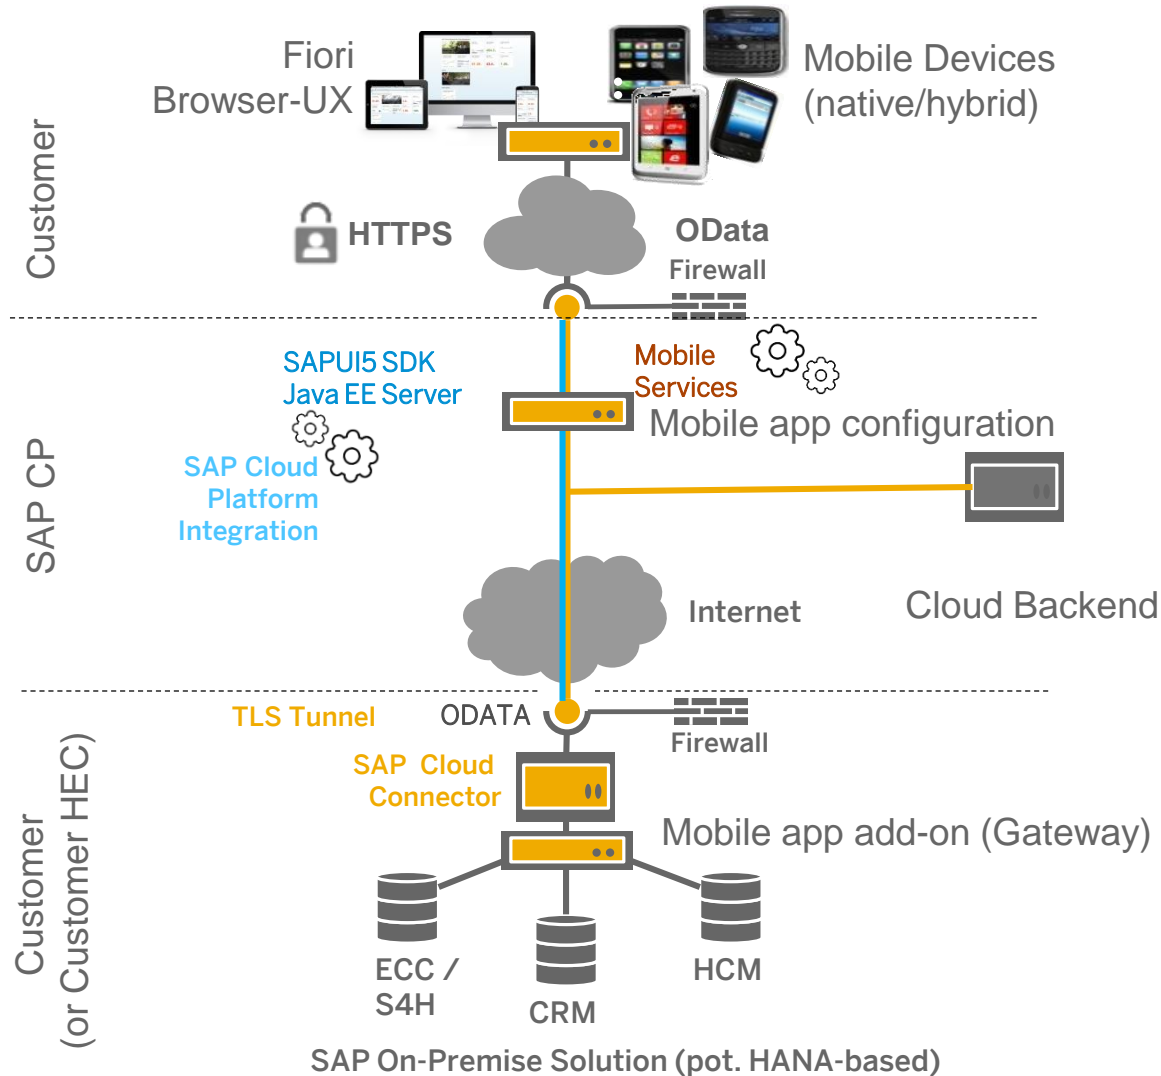 Fiori
Browser-UX
Mobile Devices
(native/hybrid)
Customer
HTTPS
OData
Firewall
SAP CP
SAPUI5 SDK
Java EE Server
Mobile
Services
Mobile app configuration
SAP Cloud
Platform
Integration
Internet
Cloud Backend
Customer
(or Customer HEC)
TLS Tunnel
ODATA
Firewall
SAP Cloud
Connector
Mobile app add-on (Gateway)
ECC /
S4H
CRM
HCM
SAP On-Premise Solution (pot. HANA-based)